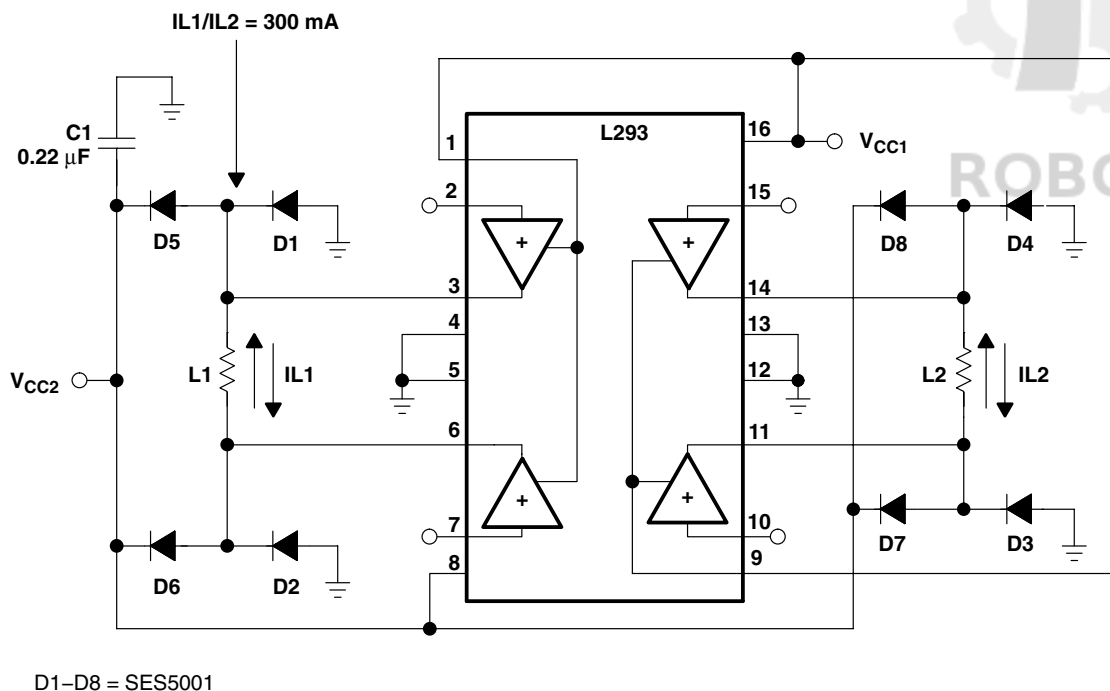 IL1/IL2 = 300 mA
C1
0.22 μF
L293
1
16
VCC1
ROBO
2
15
D5
D1
D8
D4
+
+
3
14
4
13
L1
IL1
VCC2
5
12
L2
IL2
6
11
+
+
7
10
D6
D2
8
9
D7
D3
D1–D8 = SES5001